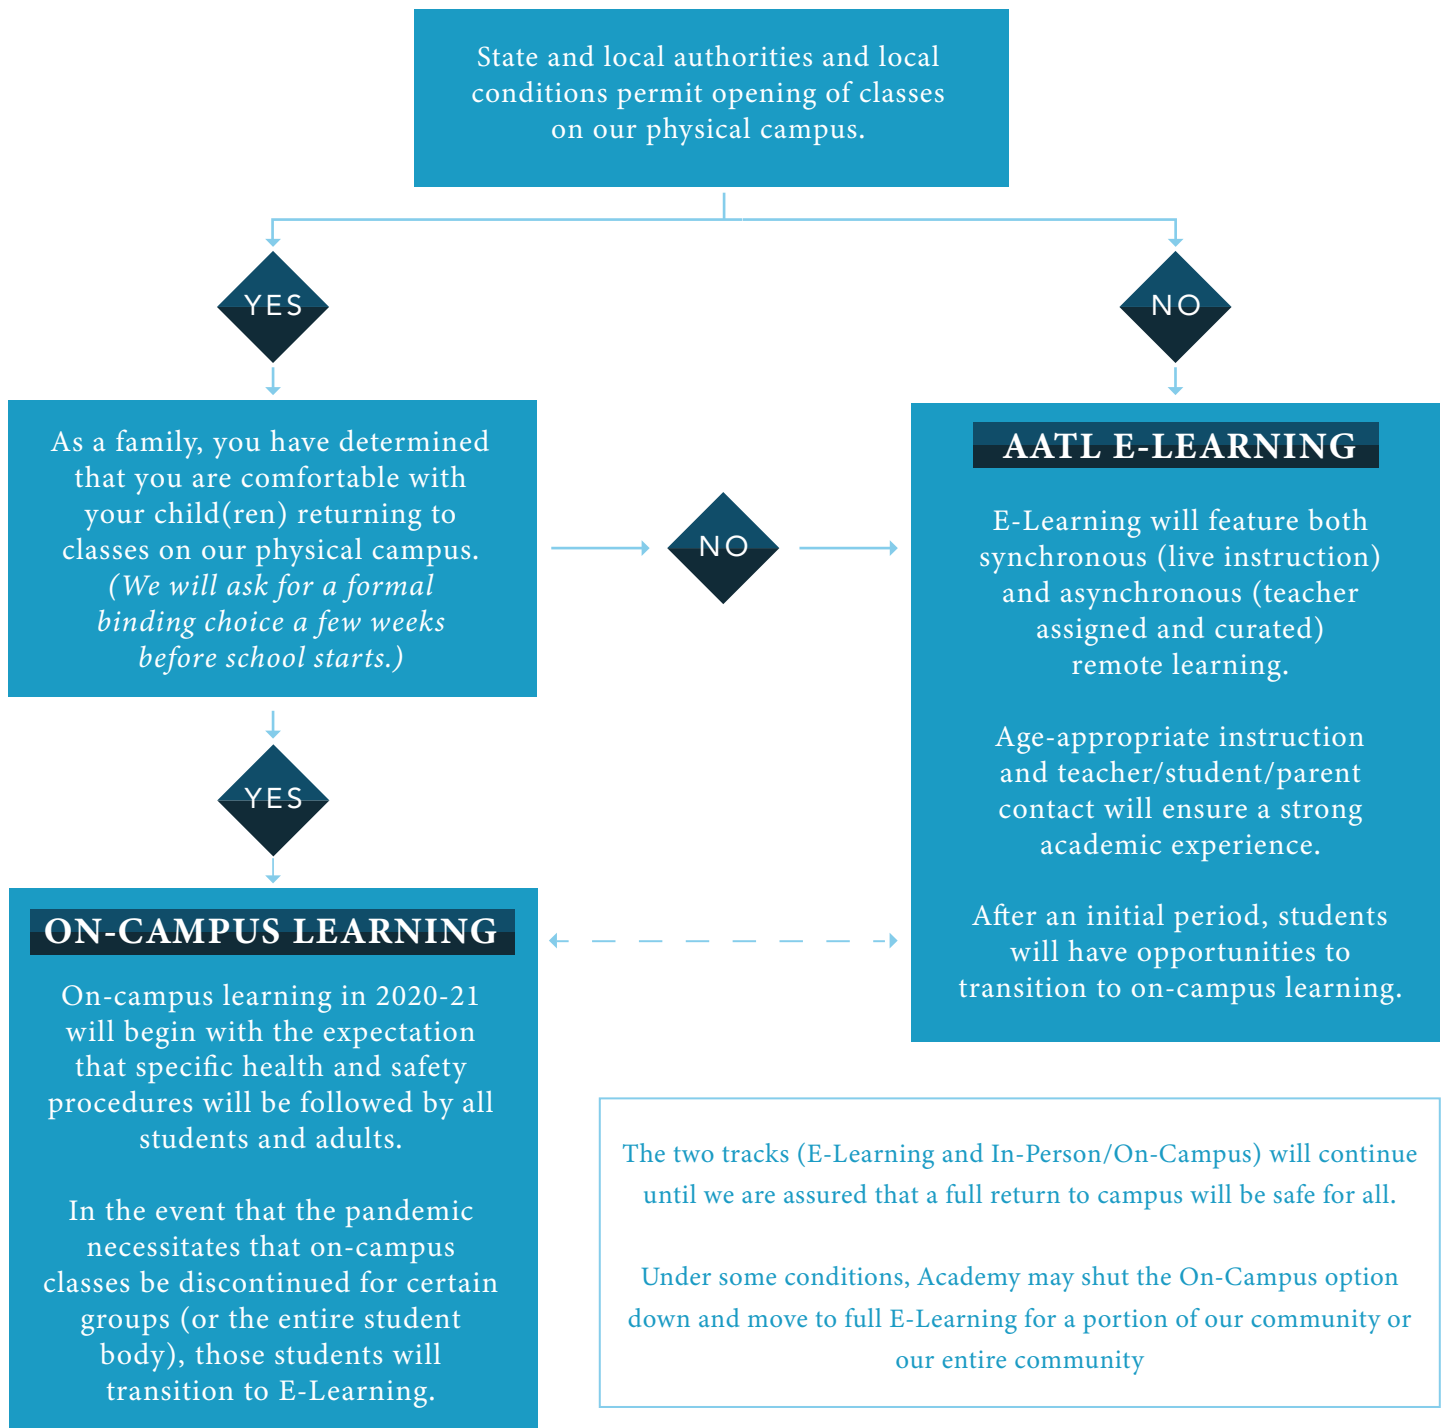 State and local authorities and local
conditions permit opening of classes
on our physical campus.
YES
NO
As a family, you have determined
that you are comfortable with
your child(ren) returning to
classes on our physical campus.
(We will ask for a formal
binding choice a few weeks
before school starts.)
NO
AATL E-LEARNING
E-Learning will feature both
synchronous (live instruction)
and asynchronous (teacher
assigned and curated)
remote learning.
Age-appropriate instruction
and teacher/student/parent
contact will ensure a strong
academic experience.
After an initial period, students
will have opportunities to
transition to on-campus learning.
YES
ON-CAMPUS LEARNING
On-campus learning in 2020-21
will begin with the expectation
that specific health and safety
procedures will be followed by all
students and adults.
In the event that the pandemic
necessitates that on-campus
classes be discontinued for certain
groups (or the entire student
body), those students will
transition to E-Learning.
The two tracks (E-Learning and In-Person/On-Campus) will continue
until we are assured that a full return to campus will be safe for all.
Under some conditions, Academy may shut the On-Campus option
down and move to full E-Learning for a portion of our community or
our entire community